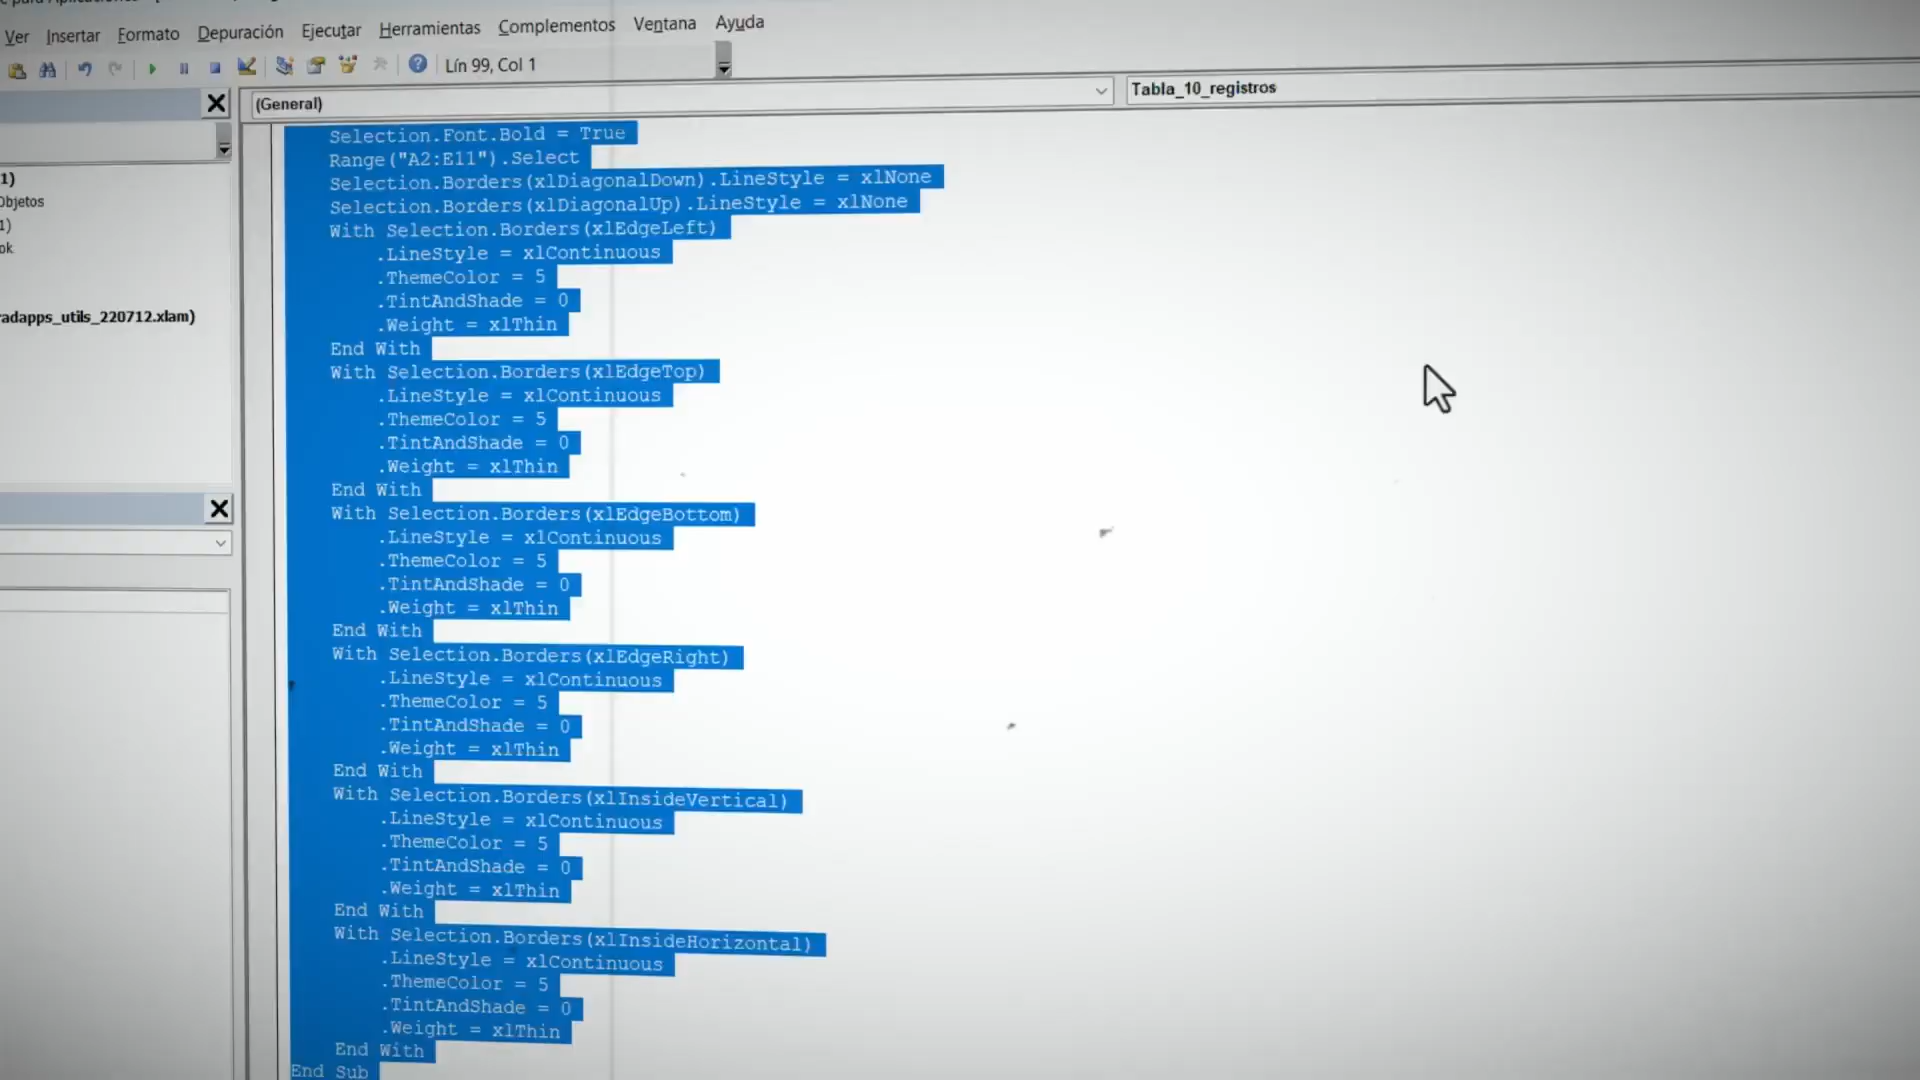 para Aplicaciones
Ver Insertar Formato Depuración Ejecutar Herramientas Complementos Ventana Ayuda
Lín 99, Col 1
(General)
Tabla_10_registros
1)
Objetos
1)
ok
radapps_utils_220712.xlam)
Selection.Font.Bold = True
Range("A2:E11").Select
Selection.Borders(xlDiagonalDown).LineStyle = xlNone
Selection.Borders(xlDiagonalUp).LineStyle = xlNone
With Selection.Borders(xlEdgeLeft)
.LineStyle = xlContinuous
.ThemeColor = 5
.TintAndShade = 0
.Weight = xlThin
End With
With Selection.Borders(xlEdgeTop)
.LineStyle = xlContinuous
.ThemeColor = 5
.TintAndShade = 0
.Weight = xlThin
End With
With Selection.Borders(xlEdgeBottom)
.LineStyle = xlContinuous
.ThemeColor = 5
.TintAndShade = 0
.Weight = xlThin
End With
With Selection.Borders(xlEdgeRight)
.LineStyle = xlContinuous
.ThemeColor = 5
.TintAndShade = 0
.Weight = xlThin
End With
With Selection.Borders(xlInsideVertical)
.LineStyle = xlContinuous
.ThemeColor = 5
.TintAndShade = 0
.Weight = xlThin
End With
With Selection.Borders(xlInsideHorizontal)
.LineStyle = xlContinuous
.ThemeColor = 5
.TintAndShade = 0
.Weight = xlThin
End With
End Sub